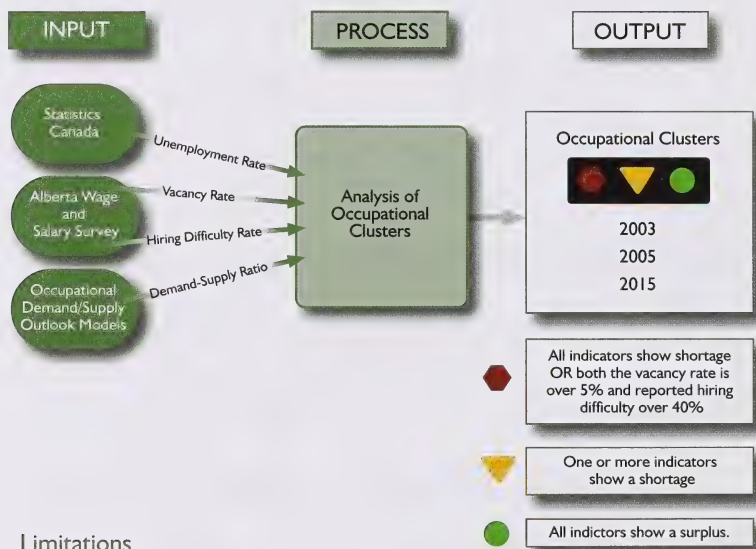 INPUT
PROCESS
OUTPUT
Statistics
Canada
Unemployment Rate
Alberta Wage
and
Salary Survey
Vacancy Rate
Hiring Difficulty Rate
Occupational
Demand/Supply
Outlook Models
Demand-Supply Ratio
Analysis of
Occupational
Clusters
Occupational Clusters
2003
2005
2015
All indicators show shortage
OR both the vacancy rate is
over 5% and reported hiring
difficulty over 40%
One or more indicators
show a shortage
All indictors show a surplus.
Limitations